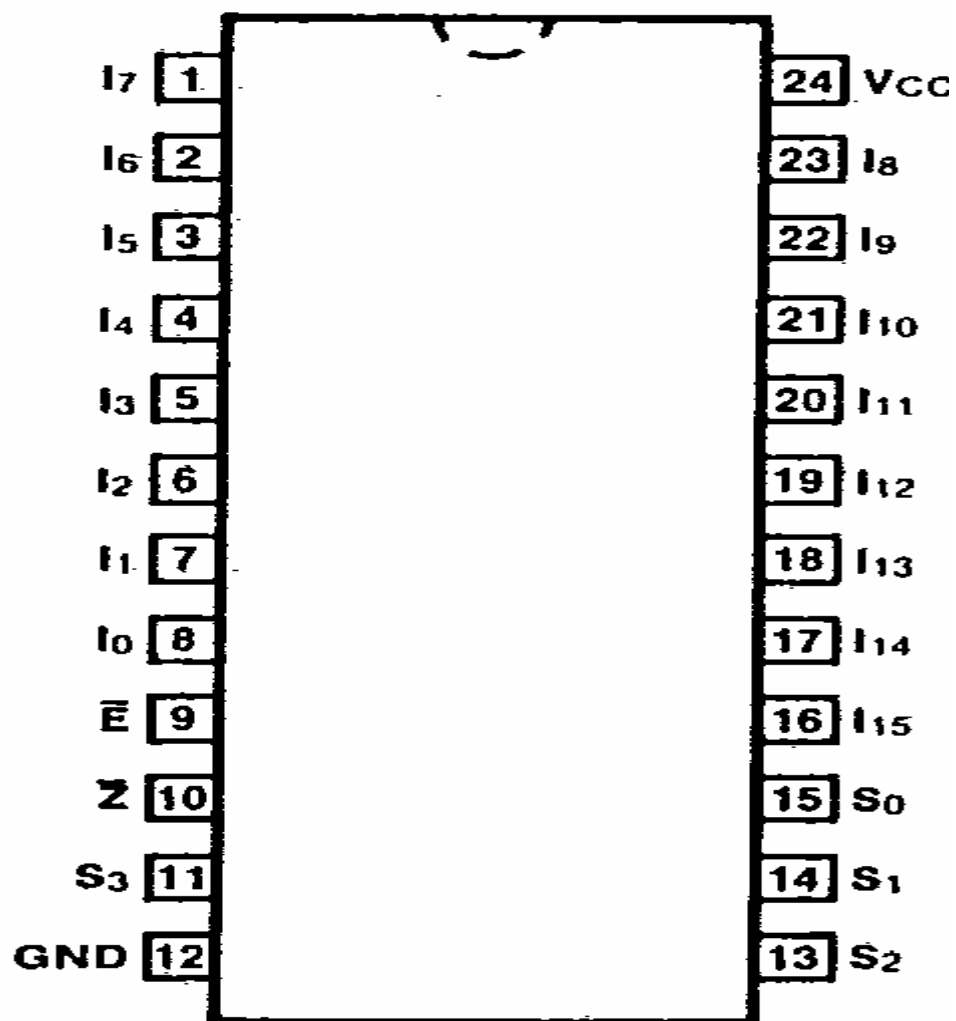 I7 1 24 VCC
I6 2 23 I8
I5 3 22 I9
I4 4 21 I10
I3 5 20 I11
I2 6 19 I12
I1 7 18 I13
I0 8 17 I14
E̅ 9 16 I15
Z̅ 10 15 S0
S3 11 14 S1
GND 12 13 S2